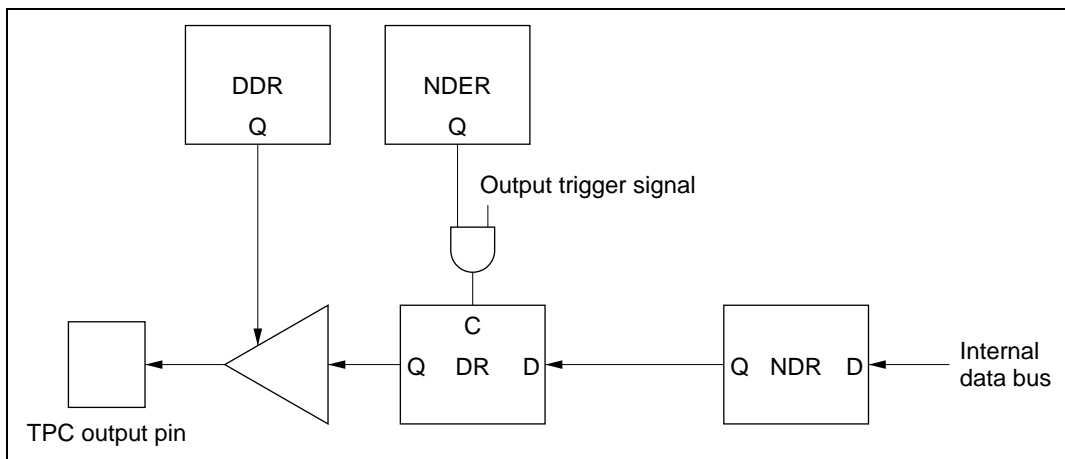 DDR
Q
NDER
Q
Output trigger signal
C
Q DR D
Q NDR D
Internal
data bus
TPC output pin